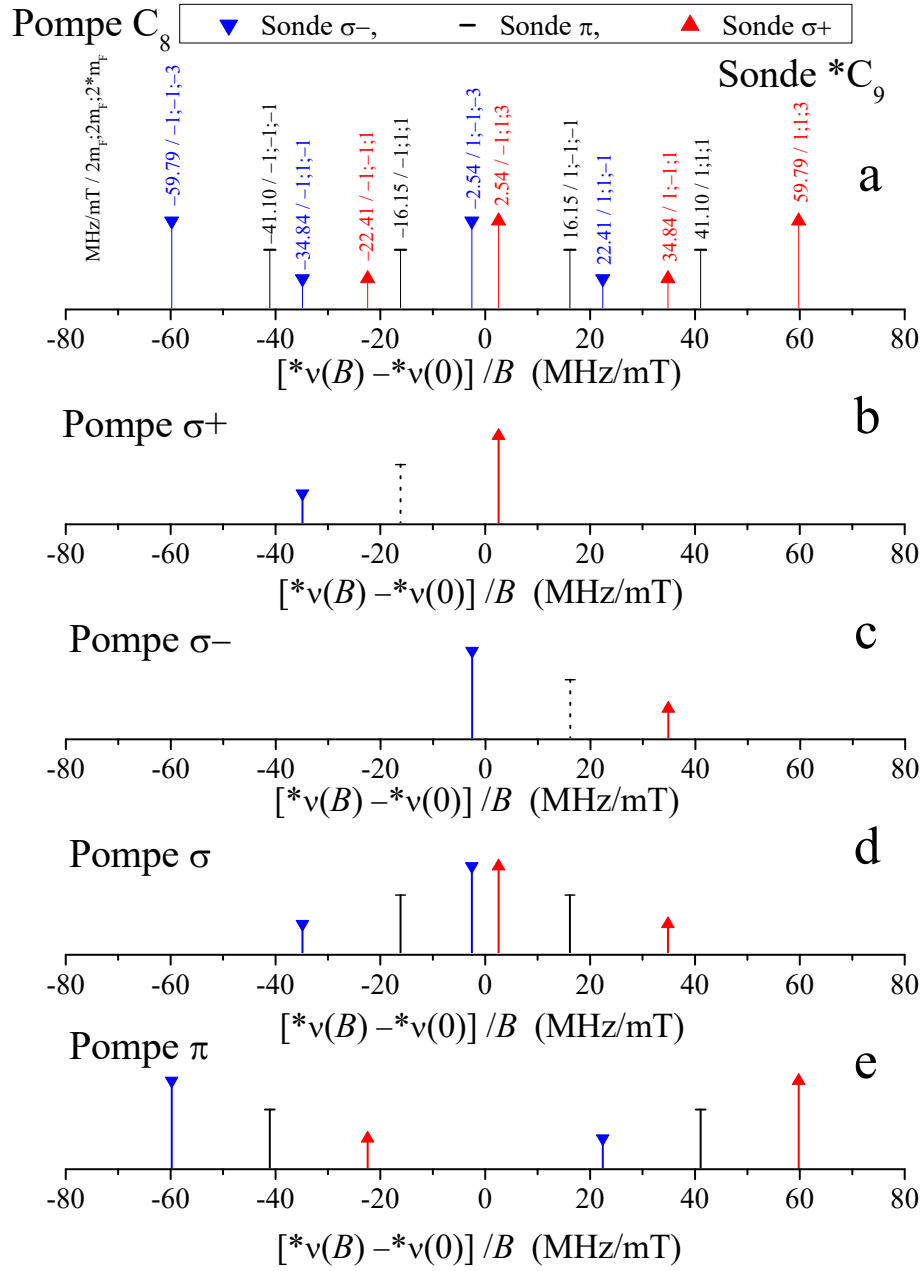 Pompe C₈
Sonde σ−, Sonde π, Sonde σ+
Sonde *C₉
MHz/mT / 2m_F;2m_F;2*m_F
−59.79 / −1;−1;−3
−41.10 / −1;−1;−1
−34.84 / −1;1;−1
−22.41 / −1;−1;1
−16.15 / −1;1;1
−2.54 / 1;−1;−3
2.54 / −1;1;3
16.15 / 1;−1;−1
22.41 / 1;1;−1
34.84 / 1;−1;1
41.10 / 1;1;1
59.79 / 1;1;3
a
-80 -60 -40 -20 0 20 40 60 80
[*ν(B) –*ν(0)] /B (MHz/mT)
Pompe σ+
b
-80 -60 -40 -20 0 20 40 60 80
[*ν(B) –*ν(0)] /B (MHz/mT)
Pompe σ−
c
-80 -60 -40 -20 0 20 40 60 80
[*ν(B) –*ν(0)] /B (MHz/mT)
Pompe σ
d
-80 -60 -40 -20 0 20 40 60 80
[*ν(B) –*ν(0)] /B (MHz/mT)
Pompe π
e
-80 -60 -40 -20 0 20 40 60 80
[*ν(B) –*ν(0)] /B (MHz/mT)